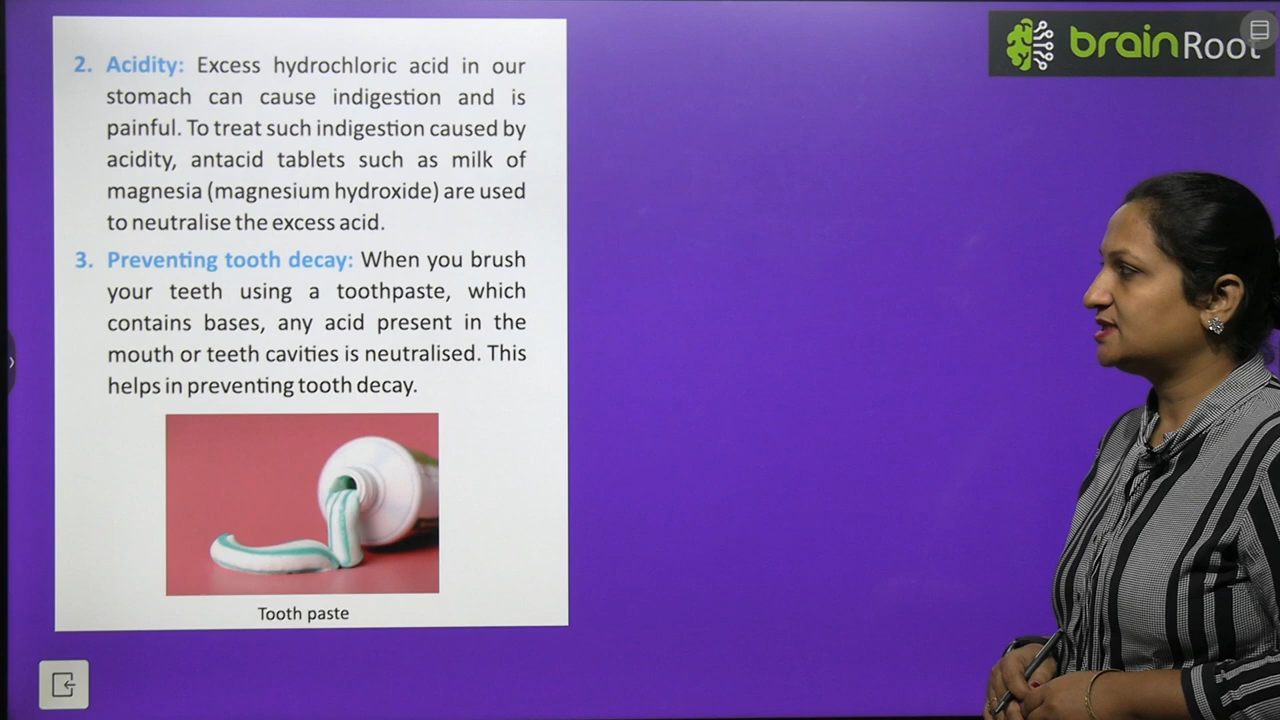 2. Acidity: Excess hydrochloric acid in our
stomach can cause indigestion and is
painful. To treat such indigestion caused by
acidity, antacid tablets such as milk of
magnesia (magnesium hydroxide) are used
to neutralise the excess acid.
3. Preventing tooth decay: When you brush
your teeth using a toothpaste, which
contains bases, any acid present in the
mouth or teeth cavities is neutralised. This
helps in preventing tooth decay.
Tooth paste
brainRoot